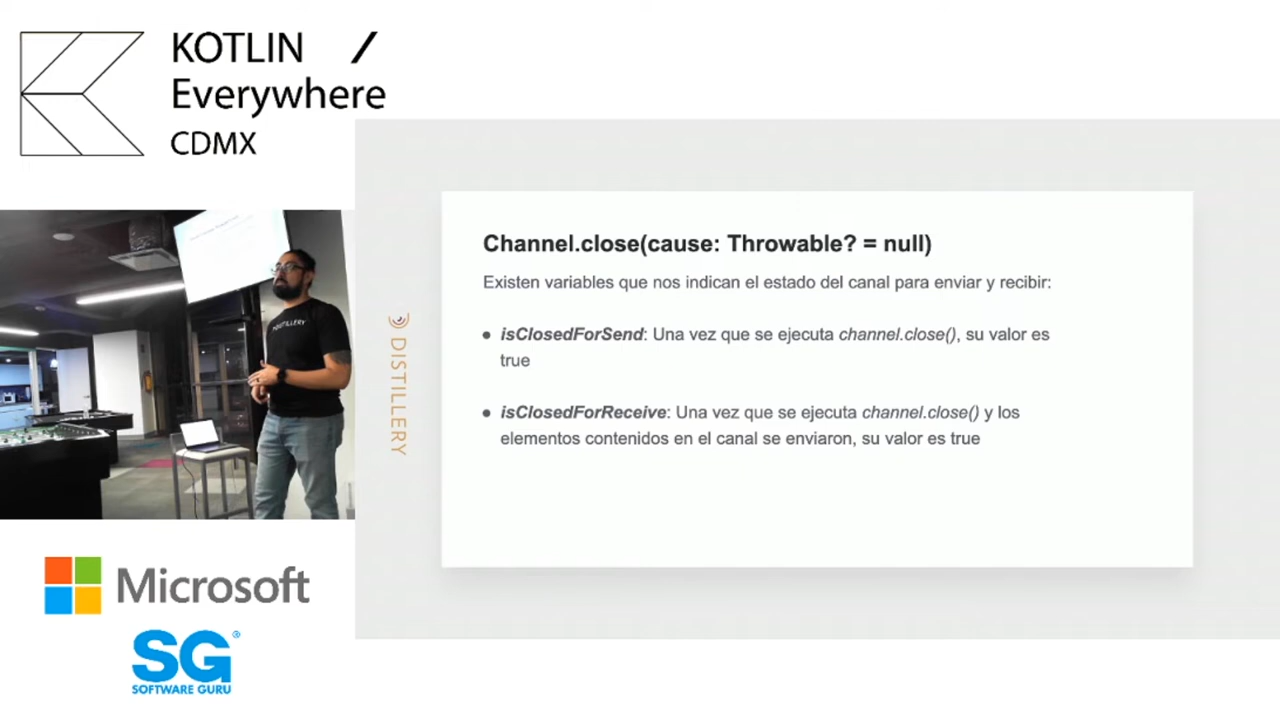 KOTLIN /
Everywhere
CDMX
Channel.close(cause: Throwable? = null)
Existen variables que nos indican el estado del canal para enviar y recibir:
● isClosedForSend: Una vez que se ejecuta channel.close(), su valor es
true
● isClosedForReceive: Una vez que se ejecuta channel.close() y los
elementos contenidos en el canal se enviaron, su valor es true
DISTILLERY
DISTILLERY
Microsoft
SG®
SOFTWARE GURU